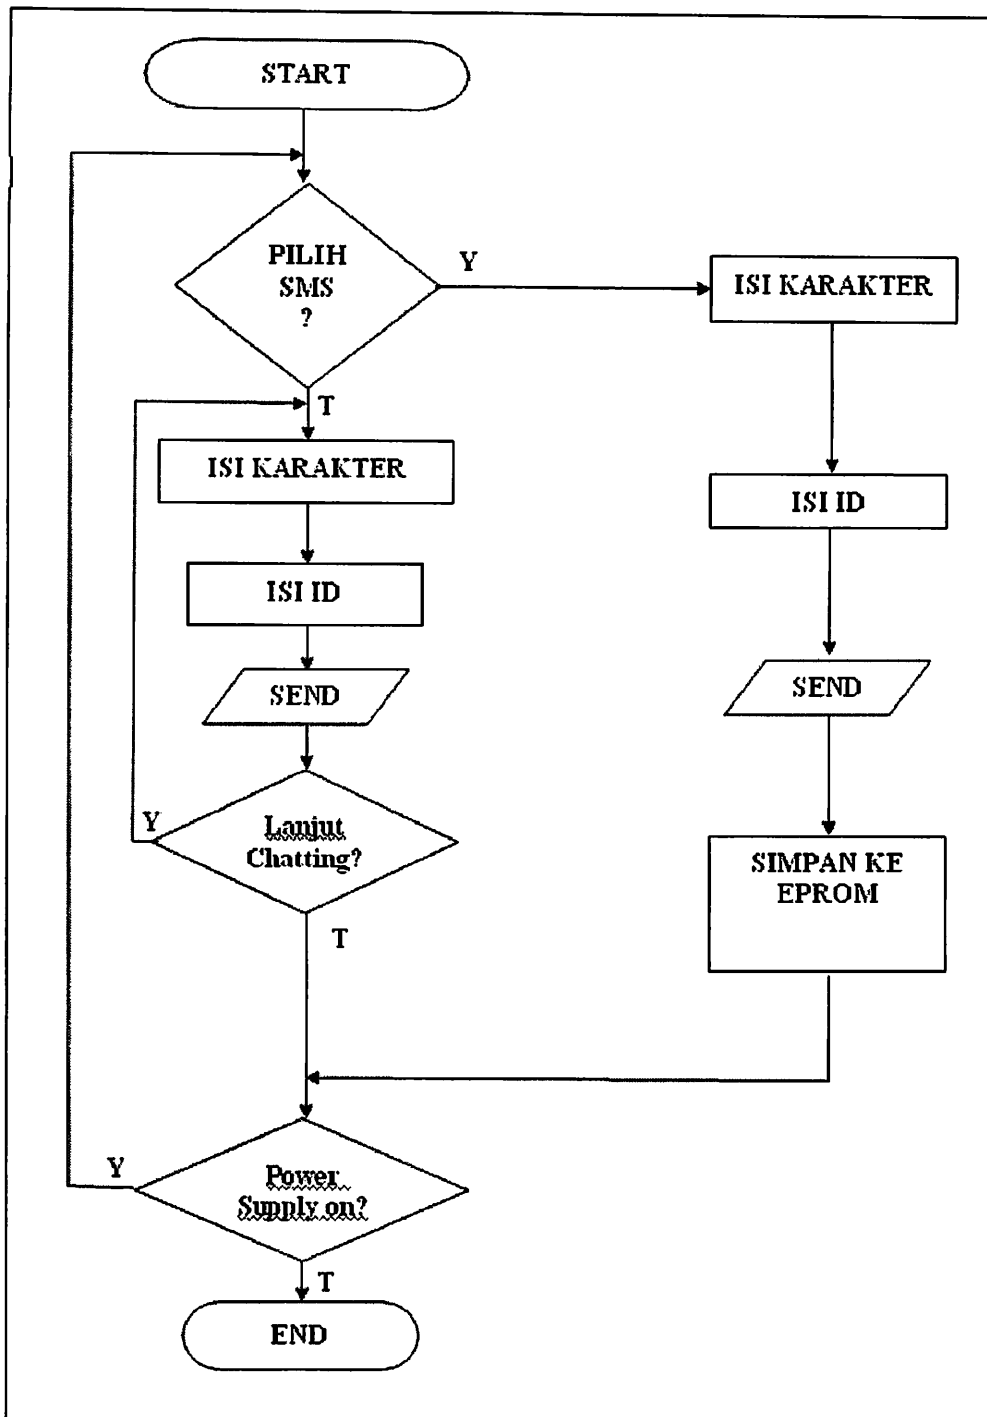 START
PILIH
SMS
?
Y
ISI KARAKTER
T
ISI KARAKTER
ISI ID
ISI ID
SEND
SEND
Y
Lanjut
Chatting?
SIMPAN KE
EPROM
T
Y
Power
Supply on?
T
END